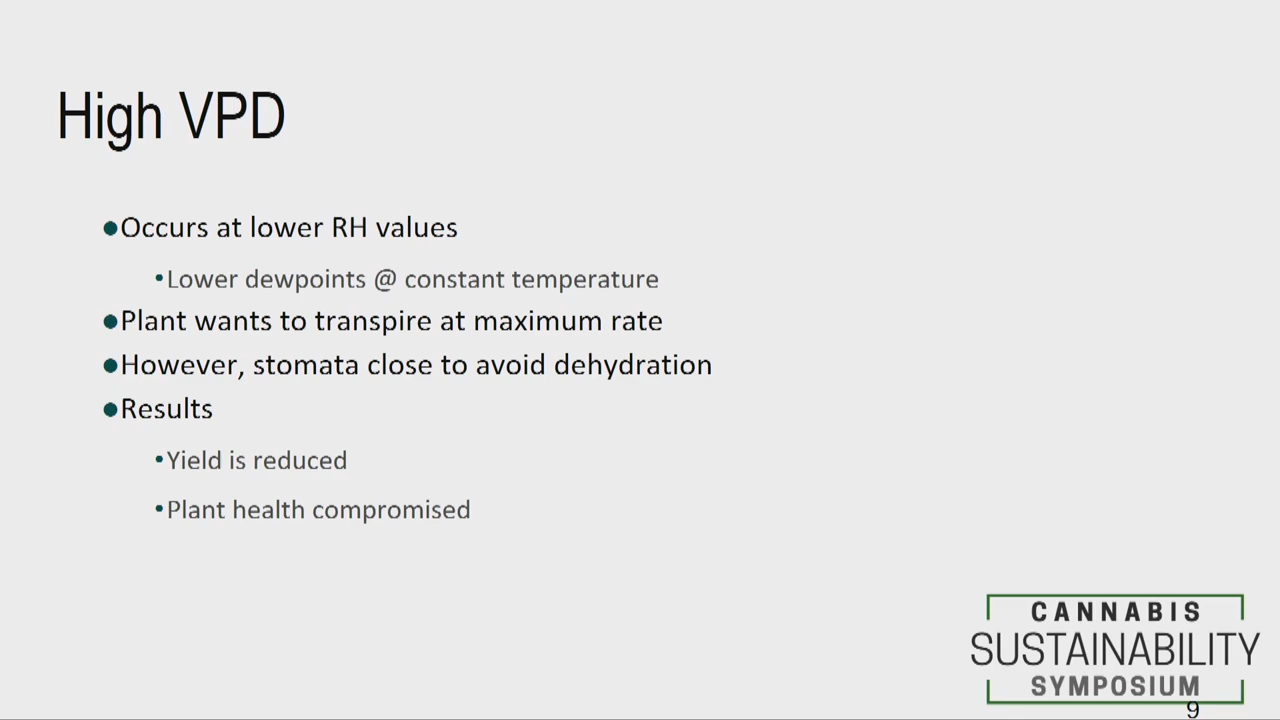 High VPD
●Occurs at lower RH values
•Lower dewpoints @ constant temperature
●Plant wants to transpire at maximum rate
●However, stomata close to avoid dehydration
●Results
•Yield is reduced
•Plant health compromised
CANNABIS
SUSTAINABILITY
SYMPOSIUM
9